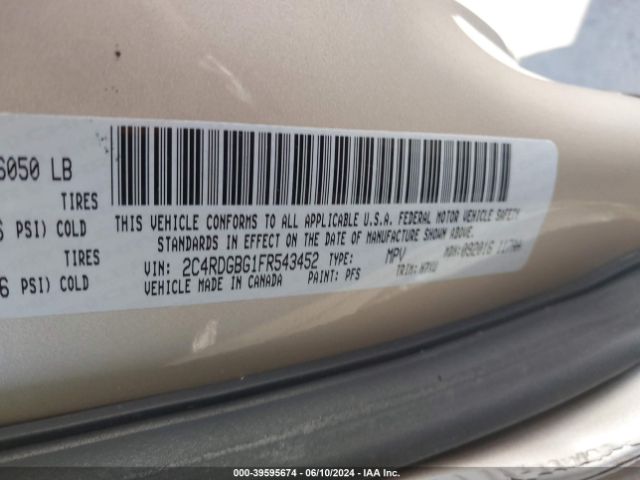 6050 LB
TIRES
PSI) COLD
TIRES
6 PSI) COLD
THIS VEHICLE CONFORMS TO ALL APPLICABLE U.S.A. FEDERAL MOTOR VEHICLE SAFETY
STANDARDS IN EFFECT ON THE DATE OF MANUFACTURE SHOWN ABOVE.
VIN: 2C4RDGBG1FR543452 TYPE: MPV MDH:
VEHICLE MADE IN CANADA PAINT: PFS TRIM:
000-39595674 / 06/10/2024 / IAA Inc.